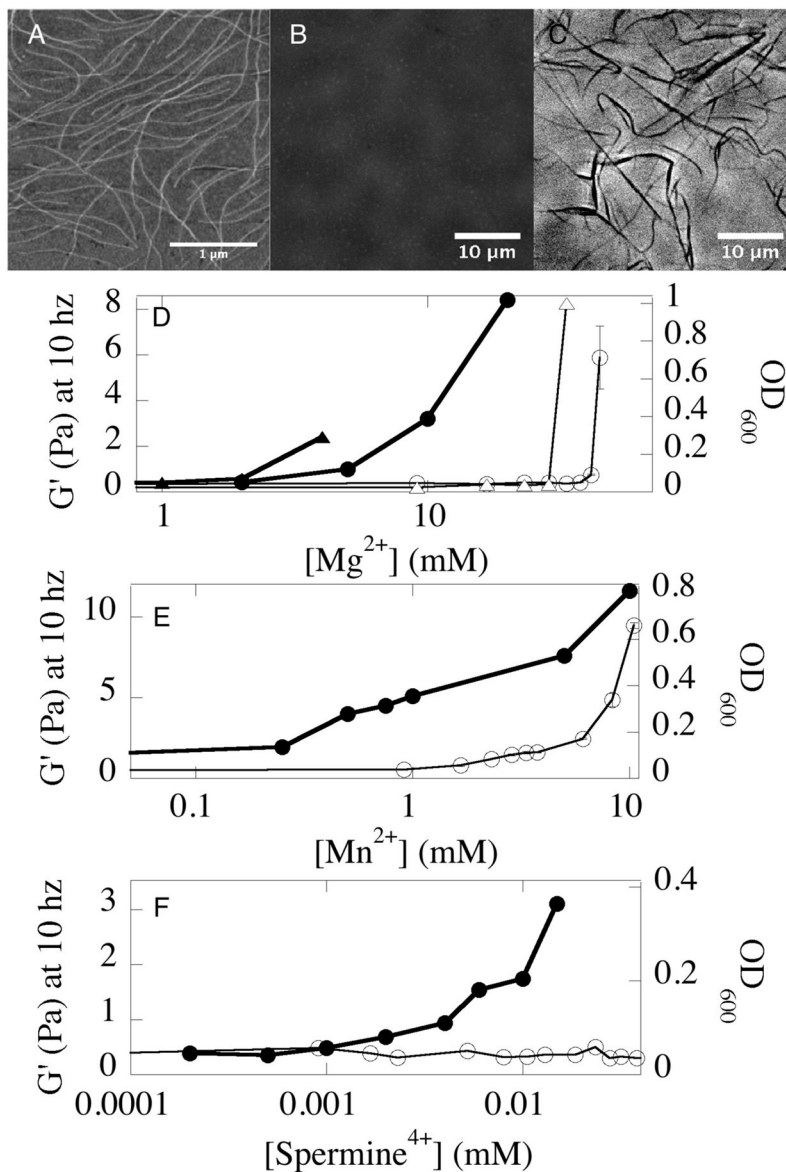 A
B
C
1 µm
10 µm
10 µm
D
8
6
4
2
0
G' (Pa) at 10 hz
1
0.8
0.6
0.4
0.2
0
OD600
1
10
[Mg2+] (mM)
E
10
5
0
G' (Pa) at 10 hz
0.8
0.6
0.4
0.2
0
OD600
0.1
1
10
[Mn2+] (mM)
F
3
2
1
0
G' (Pa) at 10 hz
0.4
0.2
0
OD600
0.0001
0.001
0.01
[Spermine4+] (mM)